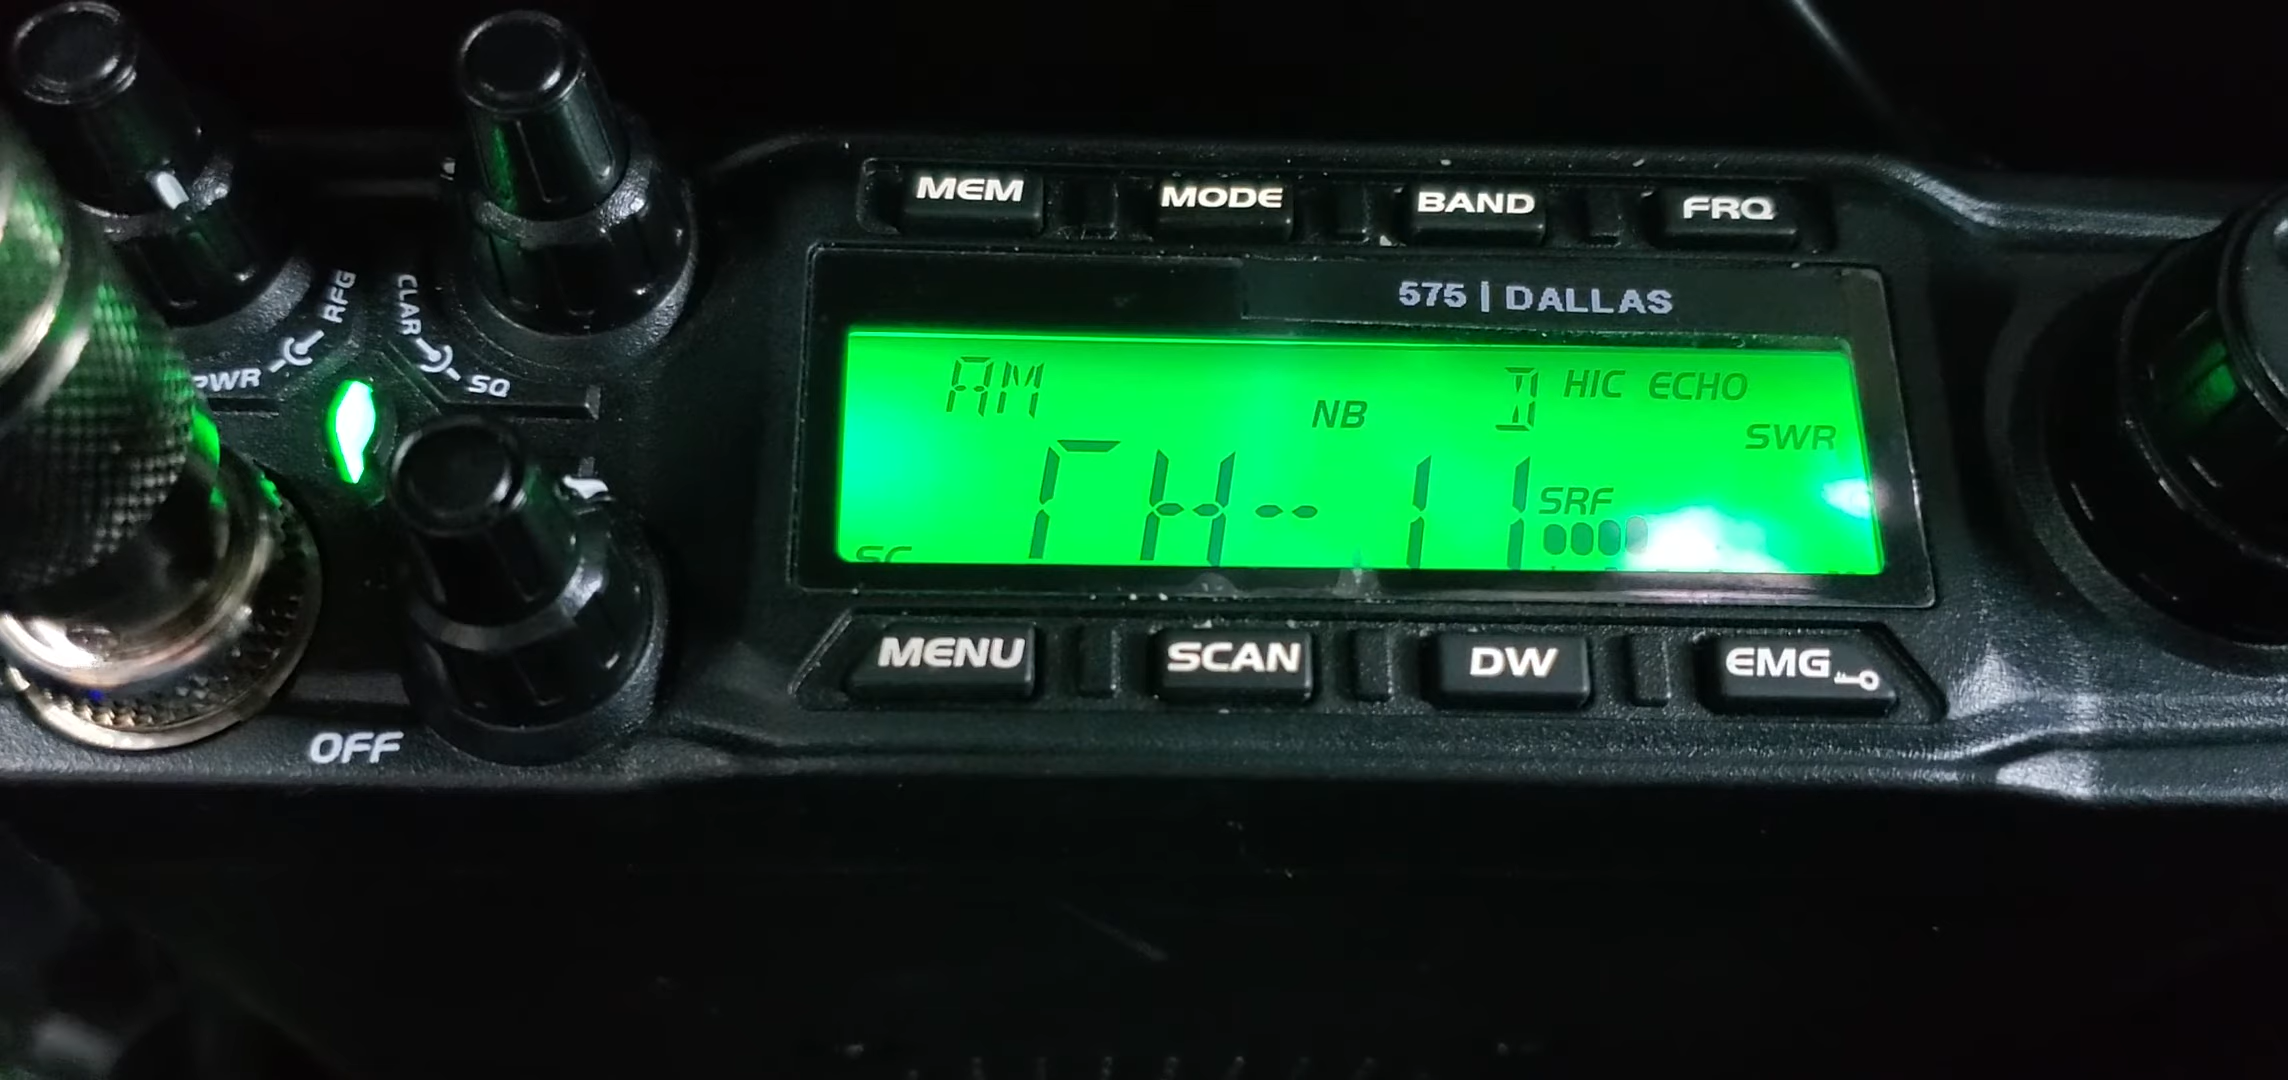 MEM MODE BAND FRQ
575 | DALLAS
RFG
CLAR
PWR
SQ
AM NB D HIC ECHO
SWR
CH-11
SRF
SC
MENU SCAN DW EMG
OFF